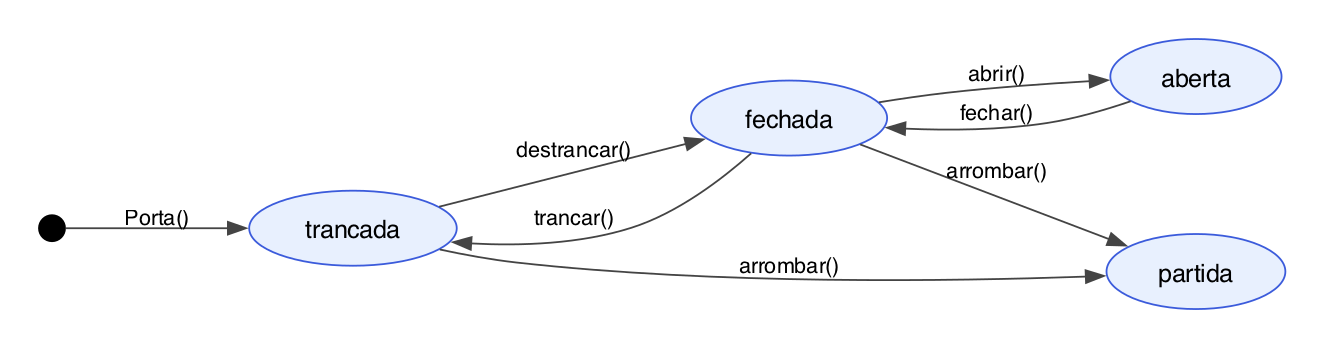 Porta()
trancada
destrancar()
trancar()
arrombar()
fechada
abrir()
fechar()
arrombar()
aberta
partida